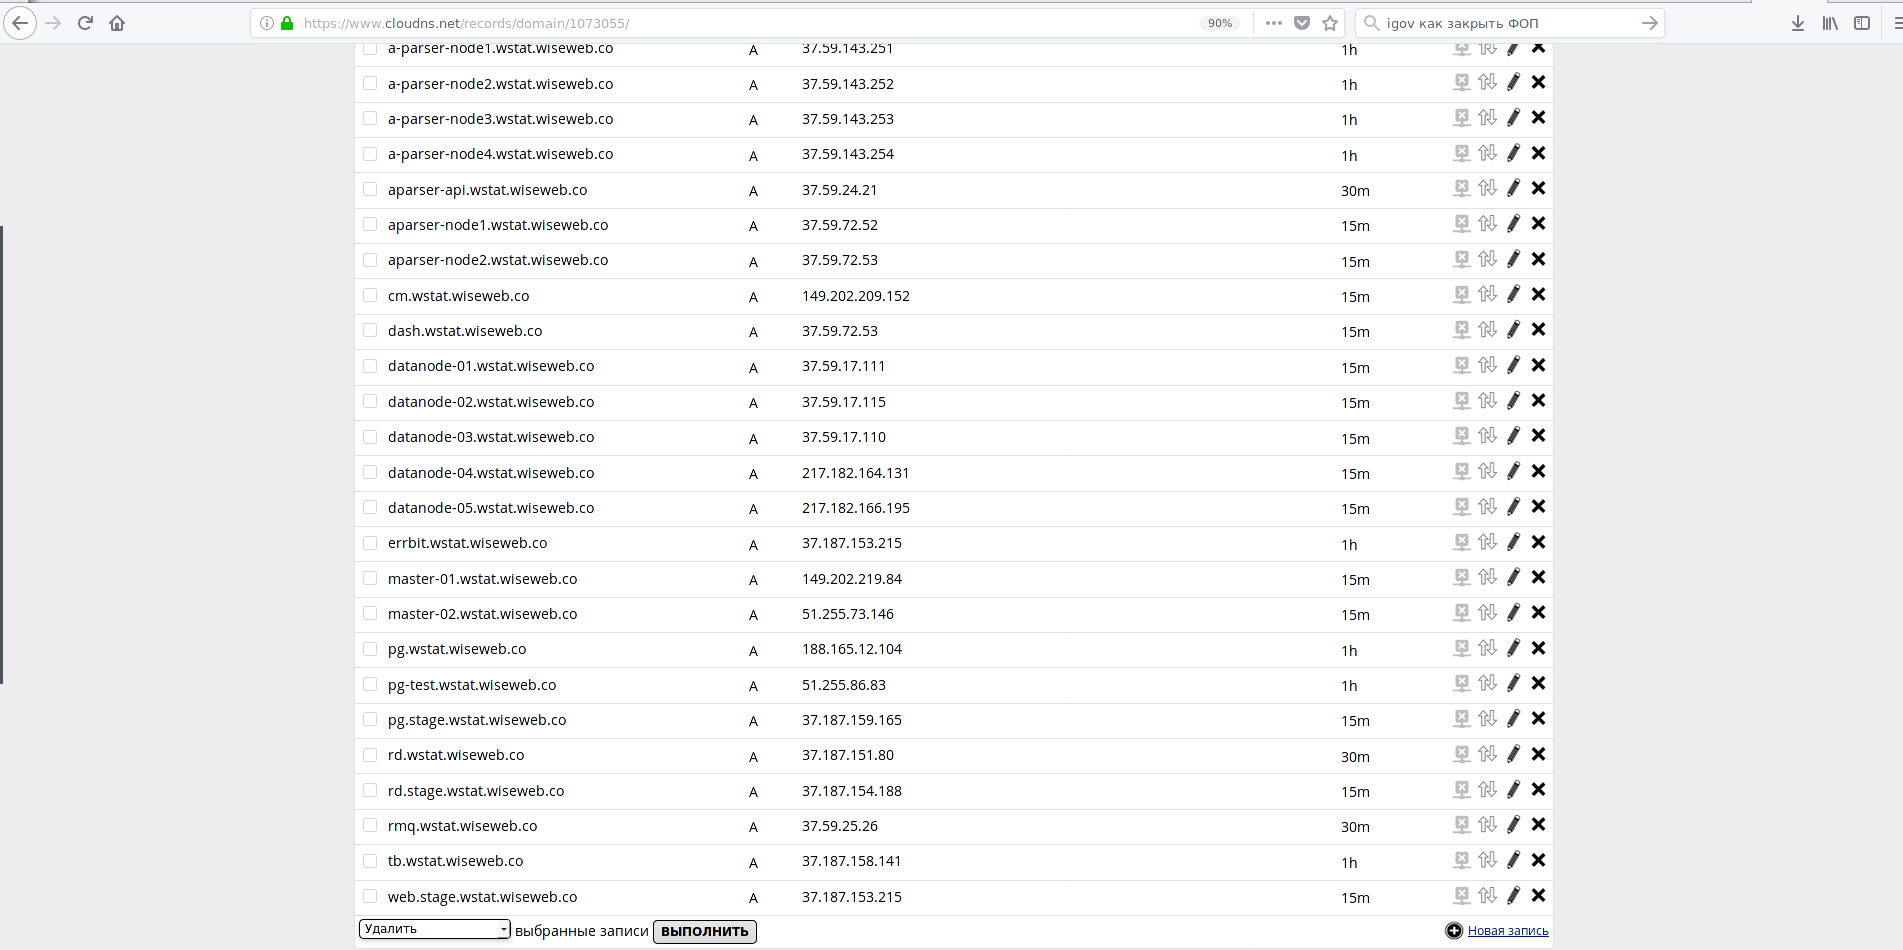 https://www.cloudns.net/records/domain/1073055/ 90% igov как закрыть ФОП
a-parser-node1.wstat.wiseweb.co A 37.59.143.251 1h
a-parser-node2.wstat.wiseweb.co A 37.59.143.252 1h
a-parser-node3.wstat.wiseweb.co A 37.59.143.253 1h
a-parser-node4.wstat.wiseweb.co A 37.59.143.254 1h
aparser-api.wstat.wiseweb.co A 37.59.24.21 30m
aparser-node1.wstat.wiseweb.co A 37.59.72.52 15m
aparser-node2.wstat.wiseweb.co A 37.59.72.53 15m
cm.wstat.wiseweb.co A 149.202.209.152 15m
dash.wstat.wiseweb.co A 37.59.72.53 15m
datanode-01.wstat.wiseweb.co A 37.59.17.111 15m
datanode-02.wstat.wiseweb.co A 37.59.17.115 15m
datanode-03.wstat.wiseweb.co A 37.59.17.110 15m
datanode-04.wstat.wiseweb.co A 217.182.164.131 15m
datanode-05.wstat.wiseweb.co A 217.182.166.195 15m
errbit.wstat.wiseweb.co A 37.187.153.215 1h
master-01.wstat.wiseweb.co A 149.202.219.84 15m
master-02.wstat.wiseweb.co A 51.255.73.146 15m
pg.wstat.wiseweb.co A 188.165.12.104 1h
pg-test.wstat.wiseweb.co A 51.255.86.83 1h
pg.stage.wstat.wiseweb.co A 37.187.159.165 15m
rd.wstat.wiseweb.co A 37.187.151.80 30m
rd.stage.wstat.wiseweb.co A 37.187.154.188 15m
rmq.wstat.wiseweb.co A 37.59.25.26 30m
tb.wstat.wiseweb.co A 37.187.158.141 1h
web.stage.wstat.wiseweb.co A 37.187.153.215 15m
Удалить выбранные записи ВЫПОЛНИТЬ Новая запись